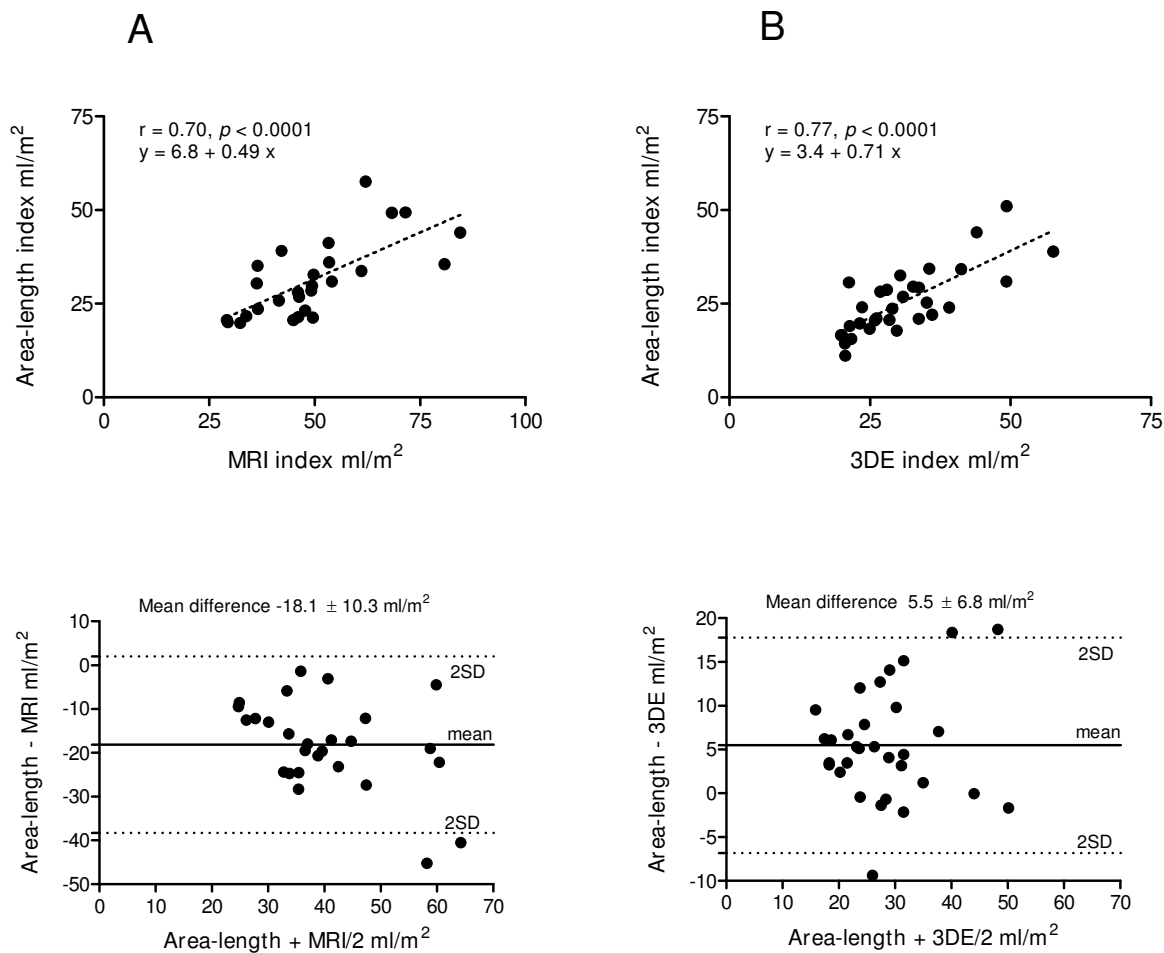 A
75
50
25
0
Area-length index ml/m²
r = 0.70, p < 0.0001
y = 6.8 + 0.49 x
0
25
50
75
100
MRI index ml/m²
B
75
50
25
0
Area-length index ml/m²
r = 0.77, p < 0.0001
y = 3.4 + 0.71 x
0
25
50
75
3DE index ml/m²
Mean difference -18.1 ± 10.3 ml/m²
10
0
-10
-20
-30
-40
-50
Area-length - MRI ml/m²
2SD
mean
2SD
0
10
20
30
40
50
60
70
Area-length + MRI/2 ml/m²
Mean difference 5.5 ± 6.8 ml/m²
20
15
10
5
0
-5
-10
Area-length - 3DE ml/m²
2SD
mean
2SD
0
10
20
30
40
50
60
70
Area-length + 3DE/2 ml/m²